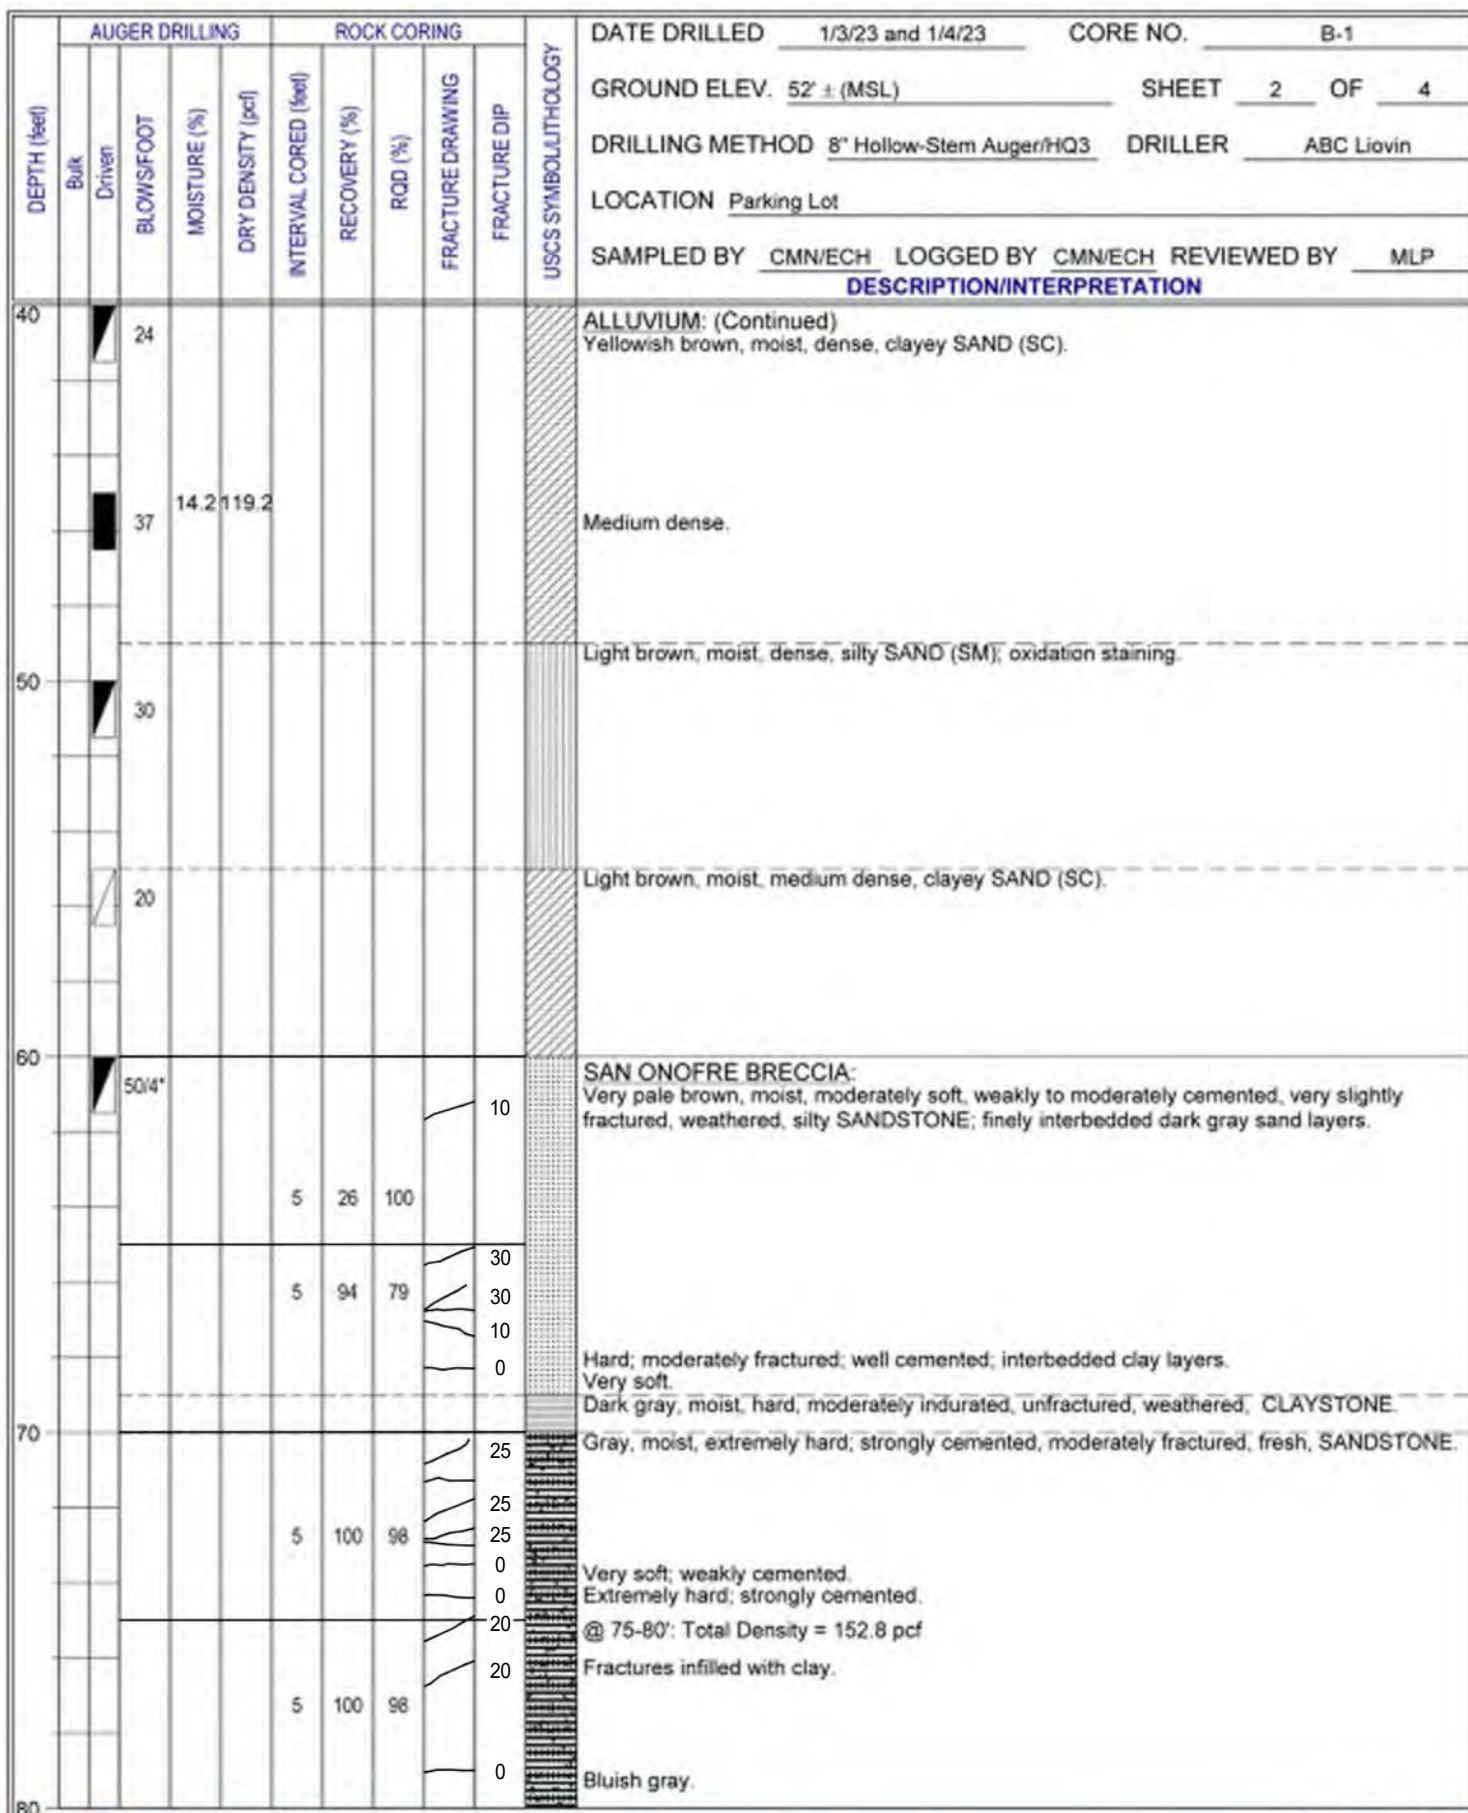 AUGER DRILLING
ROCK CORING
DEPTH (feet)
Bulk
Driven
BLOWS/FOOT
MOISTURE (%)
DRY DENSITY (pcf)
INTERVAL CORED (feet)
RECOVERY (%)
RQD (%)
FRACTURE DRAWING
FRACTURE DIP
USCS SYMBOL/LITHOLOGY
DATE DRILLED 1/3/23 and 1/4/23 CORE NO. B-1
GROUND ELEV. 52' ± (MSL) SHEET 2 OF 4
DRILLING METHOD 8" Hollow-Stem Auger/HQ3 DRILLER ABC Liovin
LOCATION Parking Lot
SAMPLED BY CMN/ECH LOGGED BY CMN/ECH REVIEWED BY MLP
DESCRIPTION/INTERPRETATION
40
24
ALLUVIUM: (Continued)
Yellowish brown, moist, dense, clayey SAND (SC).
14.2 119.2
37
Medium dense.
Light brown, moist, dense, silty SAND (SM); oxidation staining.
50
30
Light brown, moist, medium dense, clayey SAND (SC).
20
60
50/4"
SAN ONOFRE BRECCIA:
Very pale brown, moist, moderately soft, weakly to moderately cemented, very slightly
10
fractured, weathered, silty SANDSTONE; finely interbedded dark gray sand layers.
5 26 100
30
5 94 79
30
10
0
Hard; moderately fractured; well cemented; interbedded clay layers.
Very soft.
Dark gray, moist, hard, moderately indurated, unfractured, weathered, CLAYSTONE.
70
Gray, moist, extremely hard; strongly cemented, moderately fractured, fresh, SANDSTONE.
25
25
5 100 98
25
0
Very soft; weakly cemented.
0
Extremely hard; strongly cemented.
20
@ 75-80': Total Density = 152.8 pcf
20
Fractures infilled with clay.
5 100 98
0
Bluish gray.
80